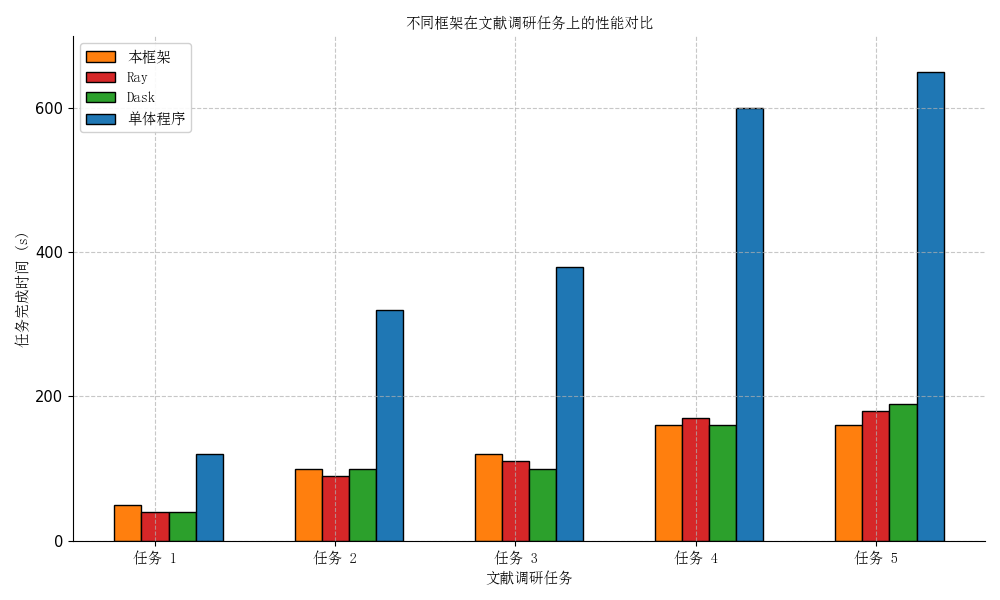 不同框架在文献调研任务上的性能对比
本框架
Ray
Dask
单体程序
任务完成时间 (s)
600
400
200
0
任务 1
任务 2
任务 3
任务 4
任务 5
文献调研任务